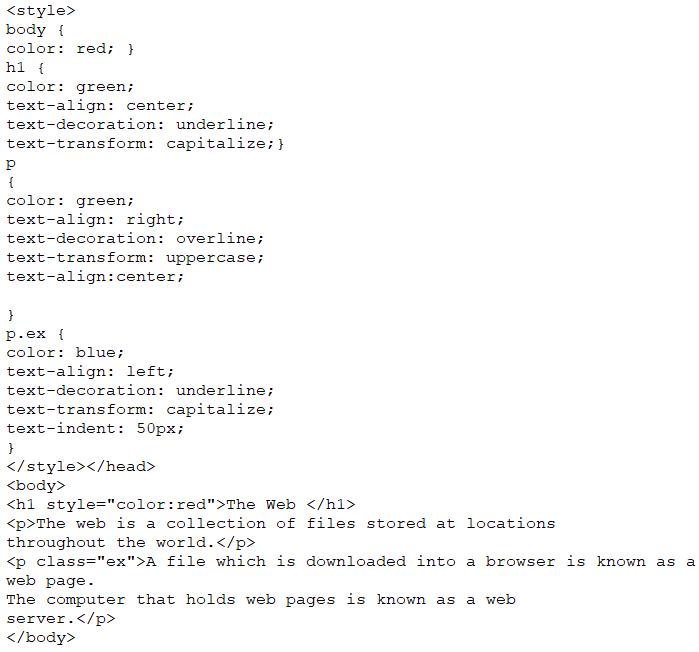 <style>
body {
color: red; }
h1 {
color: green;
text-align: center;
text-decoration: underline;
text-transform: capitalize;}
p
{
color: green;
text-align: right;
text-decoration: overline;
text-transform: uppercase;
text-align:center;

}
p.ex {
color: blue;
text-align: left;
text-decoration: underline;
text-transform: capitalize;
text-indent: 50px;
}
</style></head>
<body>
<h1 style="color:red">The Web </h1>
<p>The web is a collection of files stored at locations
throughout the world.</p>
<p class="ex">A file which is downloaded into a browser is known as a
web page.
The computer that holds web pages is known as a web
server.</p>
</body>